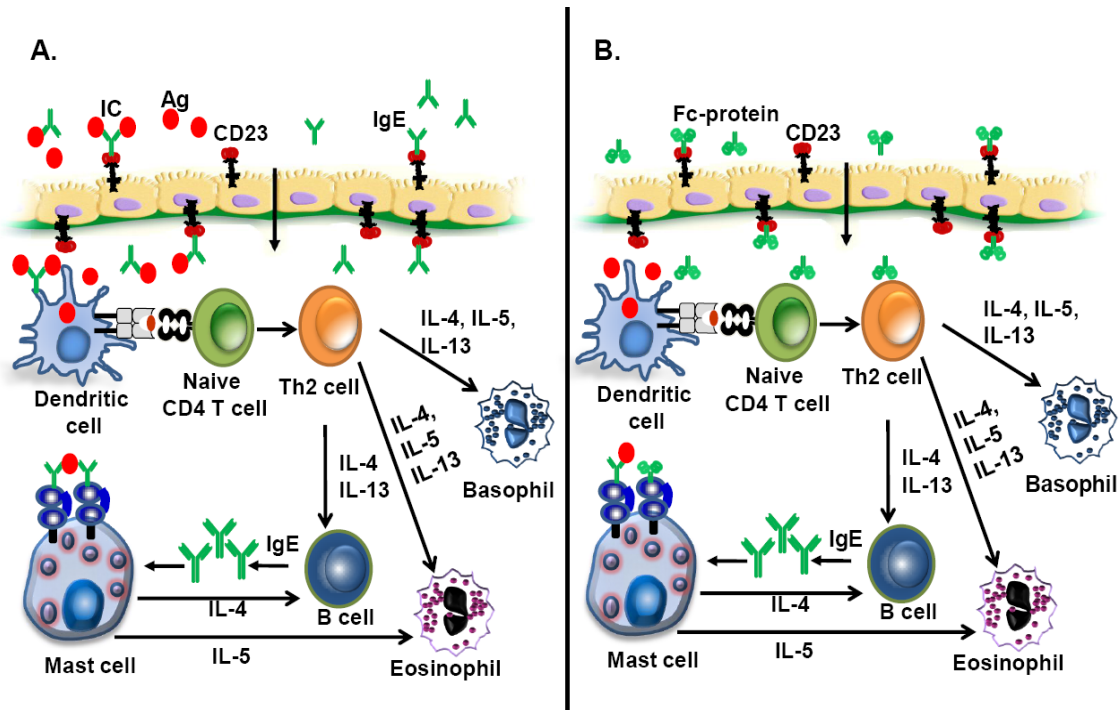 A.
IC
Ag
CD23
IgE
Dendritic
cell
Naive
CD4 T cell
Th2 cell
IL-4, IL-5,
IL-13
IL-4,
IL-5
IL-13
IL-4
IL-13
Basophil
IgE
IL-4
B cell
IL-5
Mast cell
Eosinophil
B.
Fc-protein
CD23
Dendritic
cell
Naive
CD4 T cell
Th2 cell
IL-4, IL-5,
IL-13
IL-4,
IL-5
IL-13
IL-4
IL-13
Basophil
IgE
IL-4
B cell
IL-5
Mast cell
Eosinophil